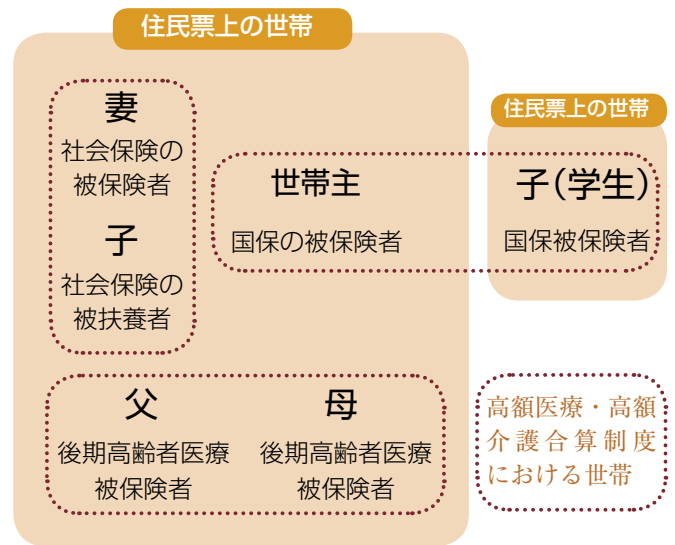 住民票上の世帯
妻
社会保険の
被保険者
子
社会保険の
被扶養者
世帯主
国保の被保険者
住民票上の世帯
子(学生)
国保被保険者
父
後期高齢者医療
被保険者
母
後期高齢者医療
被保険者
高額医療・高額
介護合算制度
における世帯